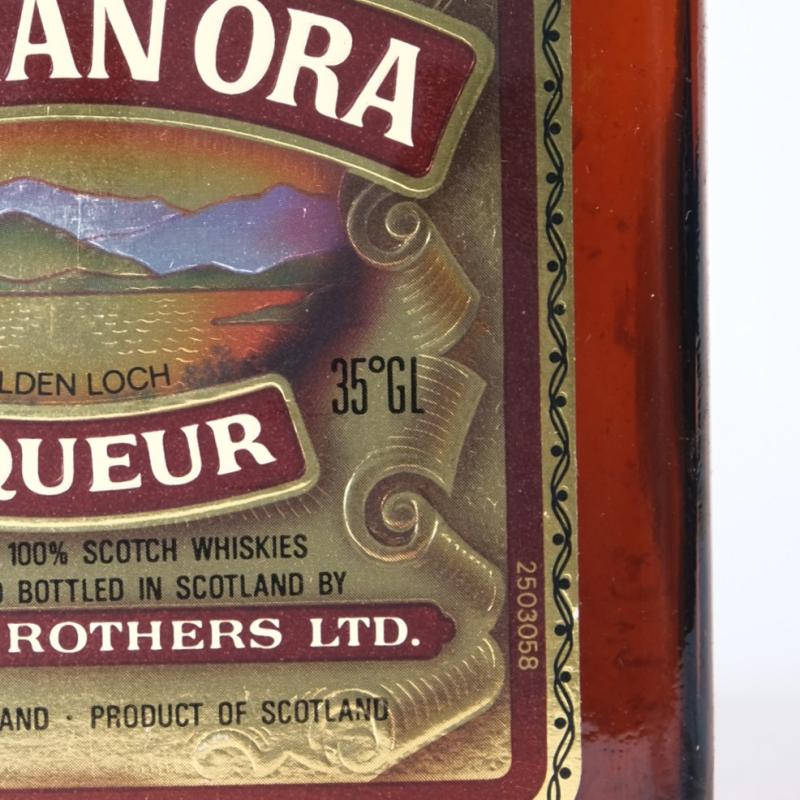 AN ORA
LDEN LOCH
35°GL
QUEUR
100% SCOTCH WHISKIES
BOTTLED IN SCOTLAND BY
ROTHERS LTD.
AND · PRODUCT OF SCOTLAND
2503058